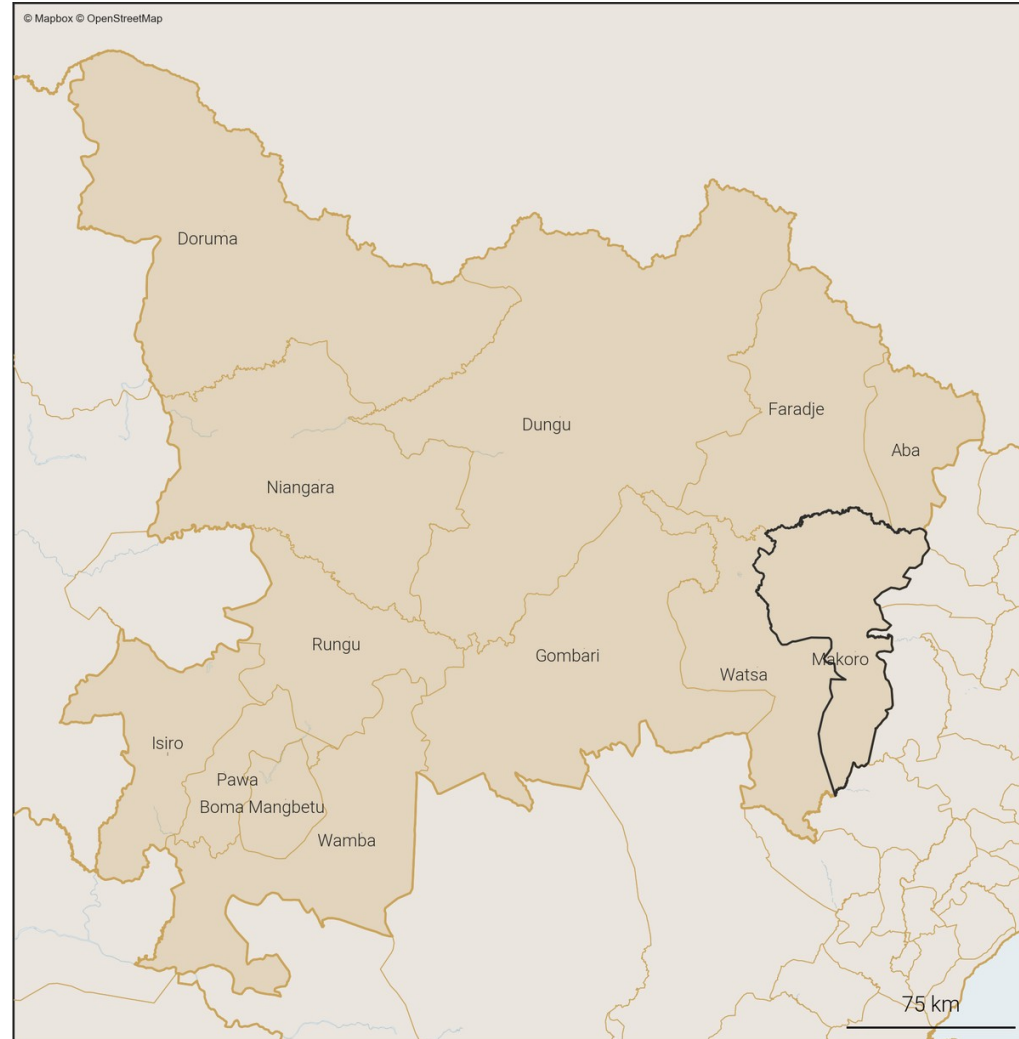 © Mapbox © OpenStreetMap
Doruma
Faradje
Dungu
Aba
Niangara
Rungu
Gombari
Makoro
Watsa
Isiro
Pawa
Boma Mangbetu
Wamba
75 km